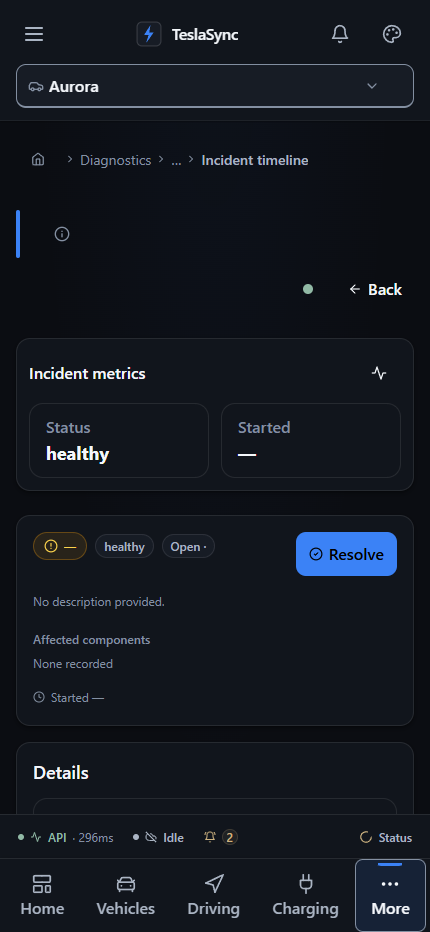 TeslaSync
Aurora
Diagnostics ... Incident timeline
Back
Incident metrics
Status
healthy
Started
—
— healthy Open ·
Resolve
No description provided.
Affected components
None recorded
Started —
Details
API · 296ms Idle 2 Status
Home Vehicles Driving Charging More